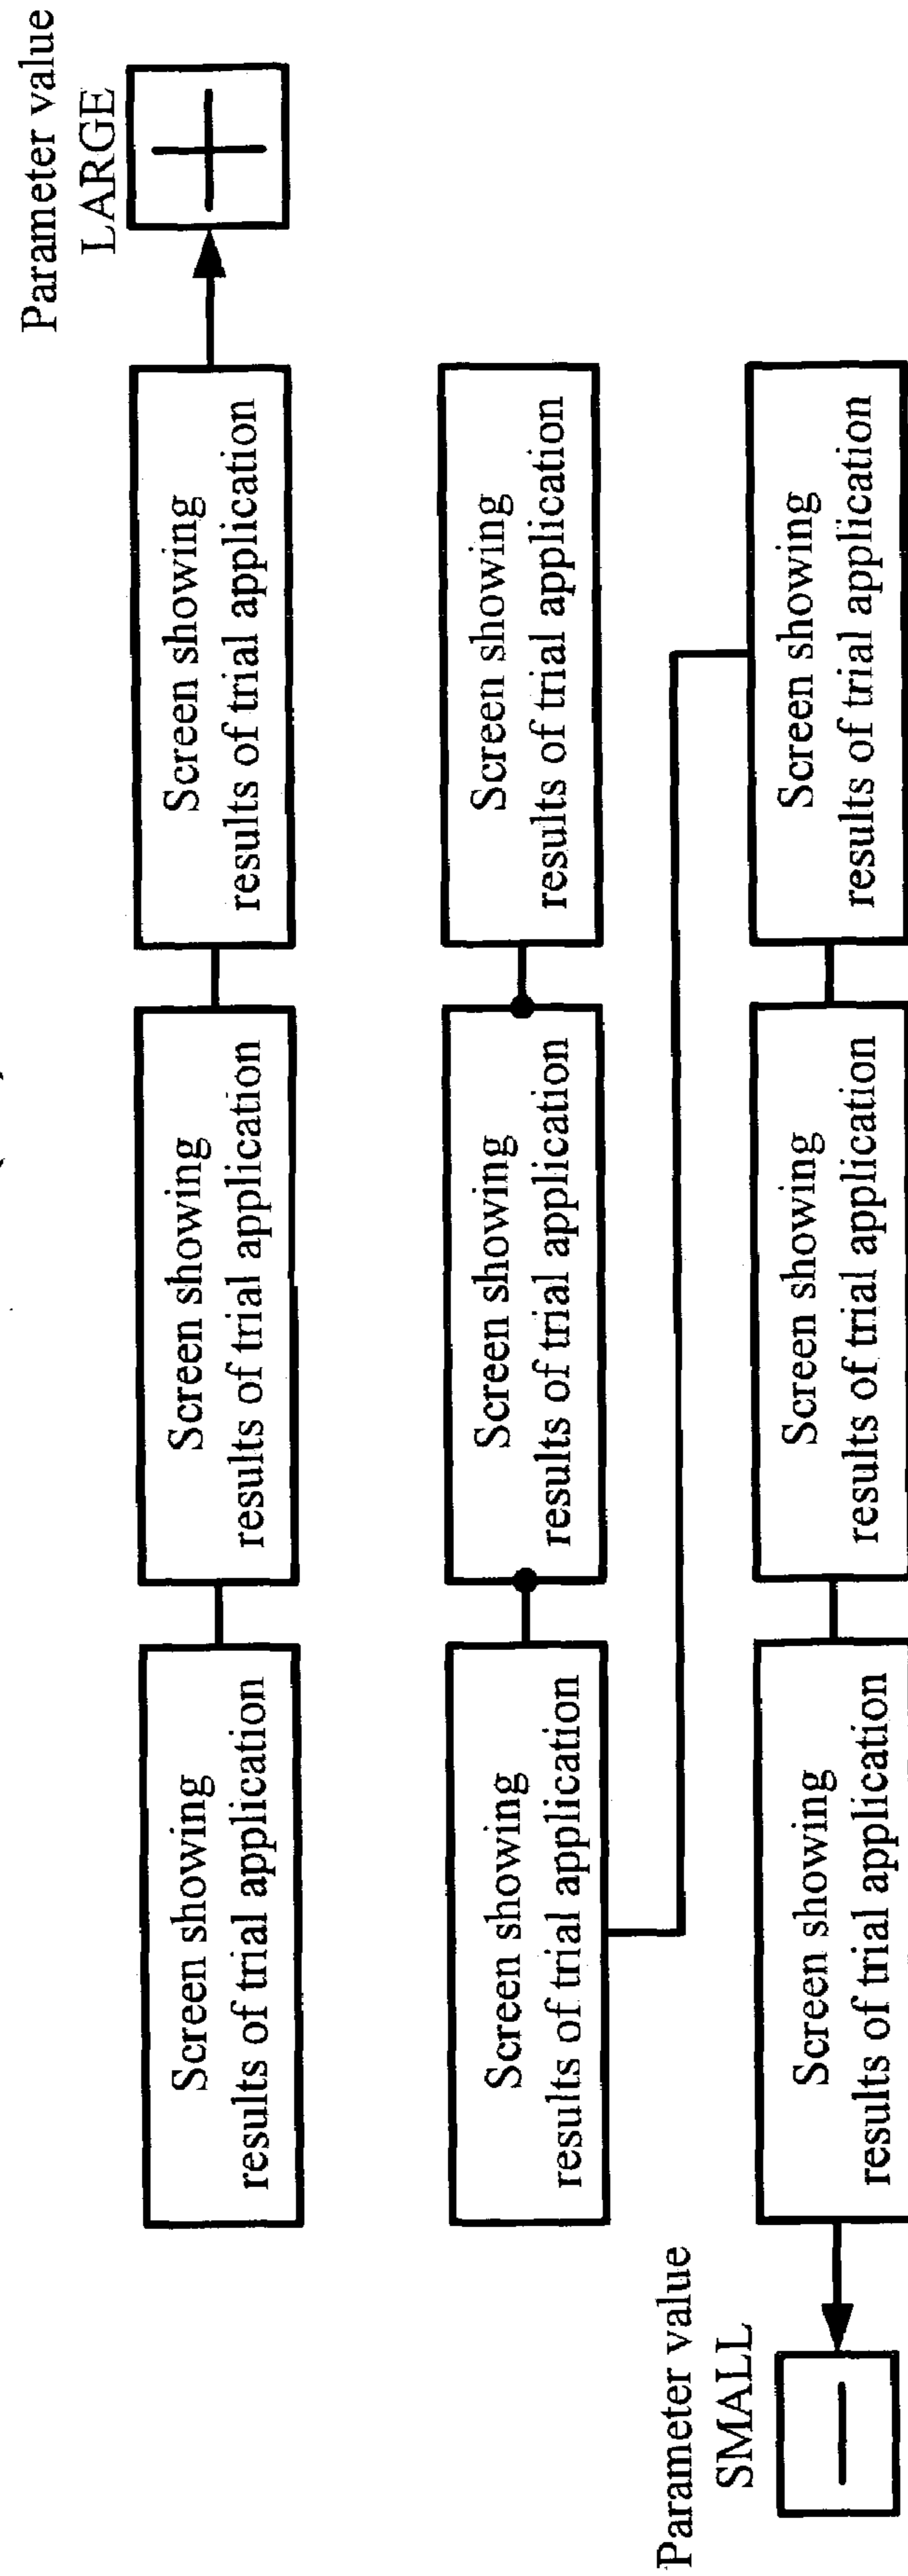 Parameter value
LARGE
Screen showing
results of trial application
Screen showing
results of trial application
Screen showing
results of trial application
Screen showing
results of trial application
Screen showing
results of trial application
Screen showing
results of trial application
Parameter value
SMALL
Screen showing
results of trial application
Screen showing
results of trial application
Screen showing
results of trial application